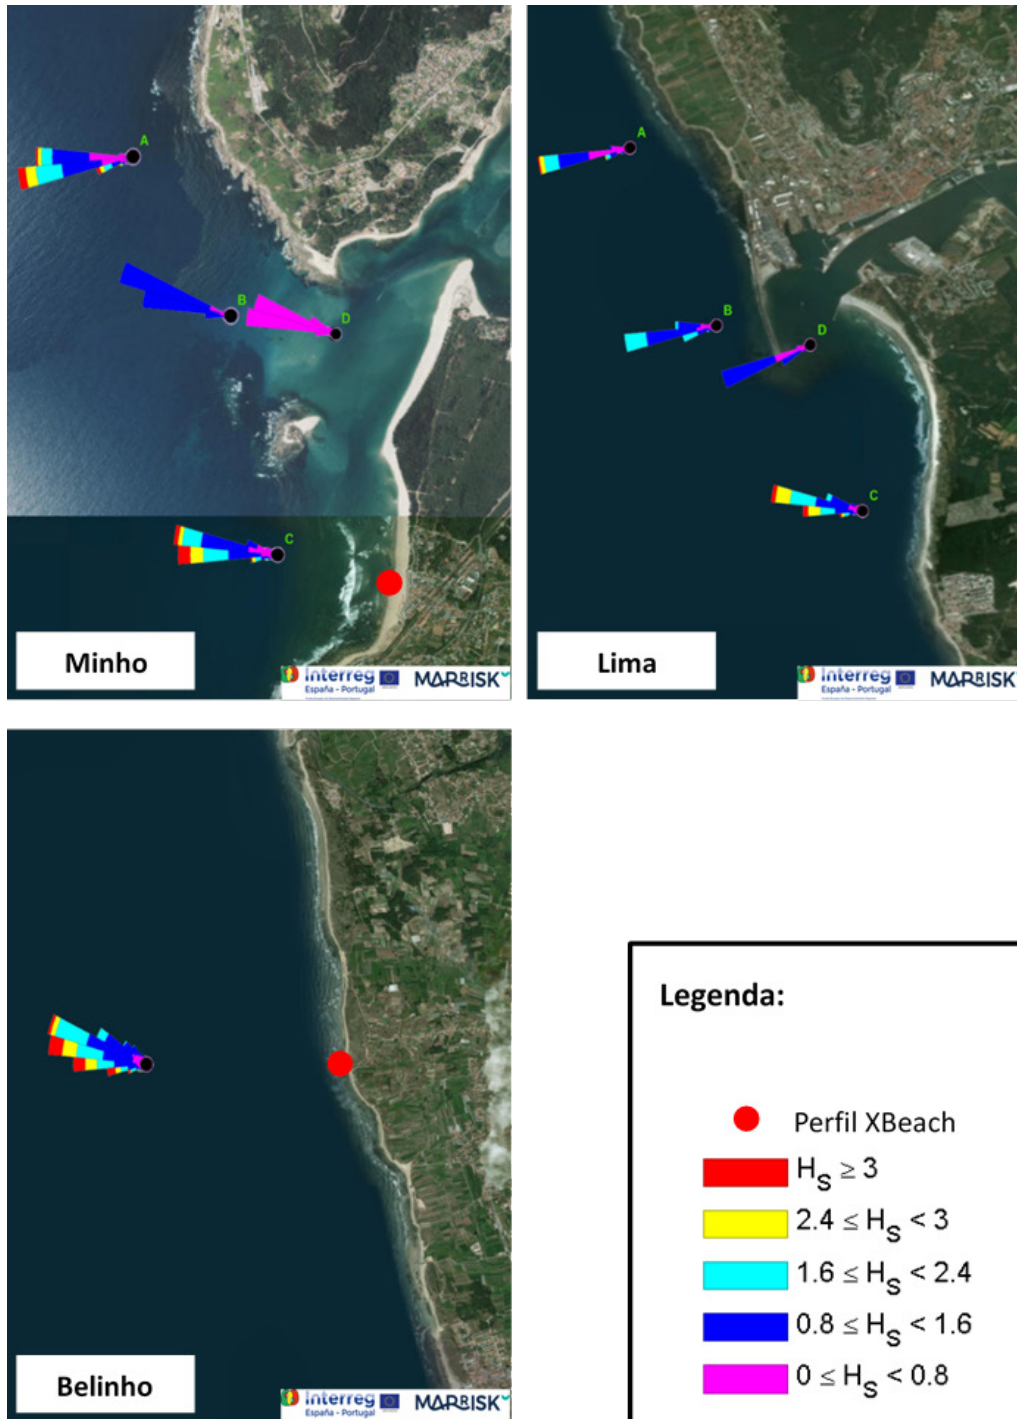 A
B
D
C
Minho
Interreg
España - Portugal
MARRISK
A
B
D
C
Lima
Interreg
España - Portugal
MARRISK
Belinho
Interreg
España - Portugal
MARRISK
Legenda:
Perfil XBeach
HS ≥ 3
2.4 ≤ HS < 3
1.6 ≤ HS < 2.4
0.8 ≤ HS < 1.6
0 ≤ HS < 0.8